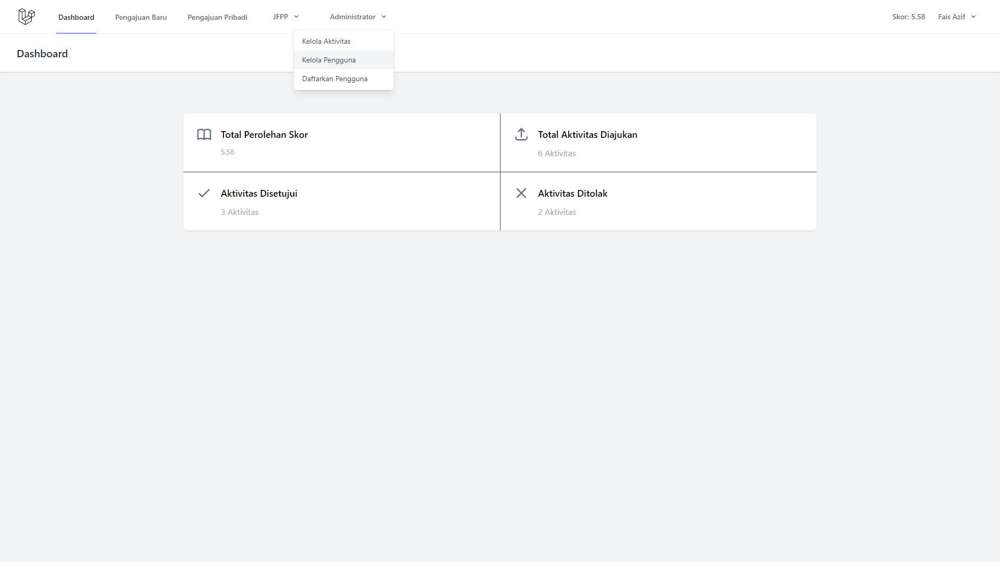 Dashboard
Pengajuan Baru
Pengajuan Pribadi
JFPP
Administrator
Skor: 5.58
Fais Azif
Kelola Aktivitas
Kelola Pengguna
Daftarkan Pengguna
Dashboard
Total Perolehan Skor
5.58
Total Aktivitas Diajukan
6 Aktivitas
Aktivitas Disetujui
3 Aktivitas
Aktivitas Ditolak
2 Aktivitas